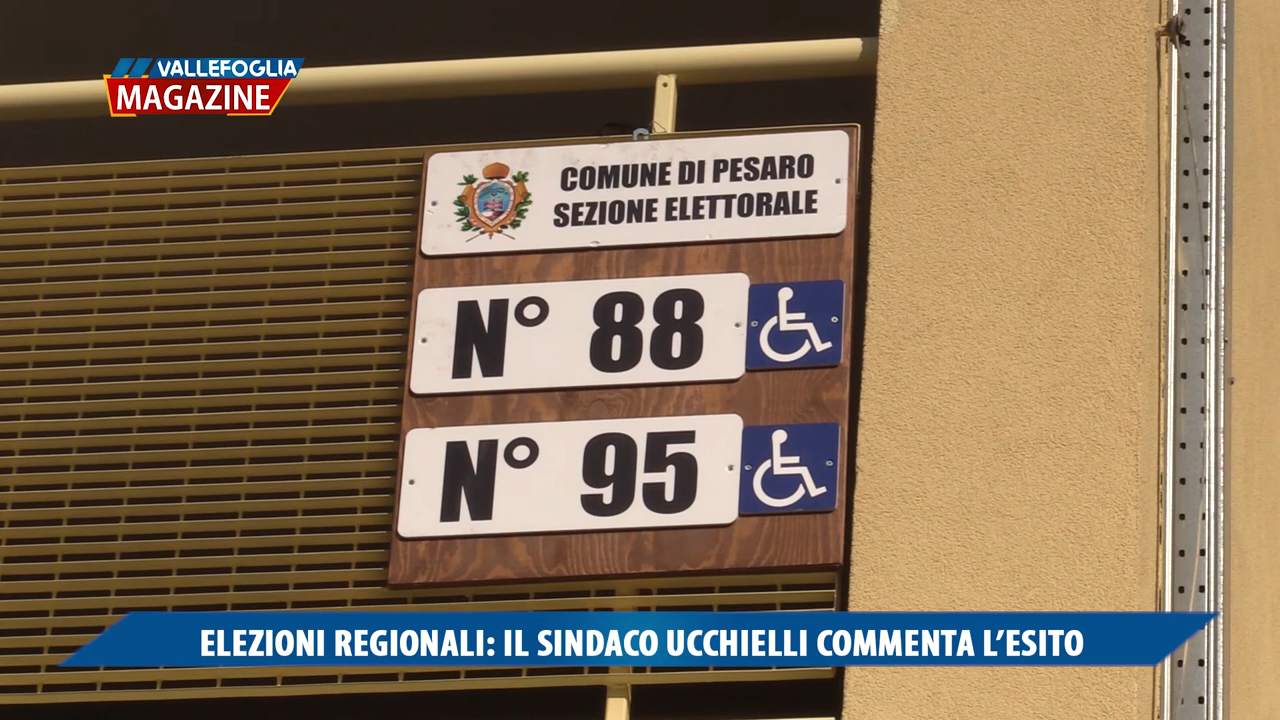 VALLEFOGLIA
MAGAZINE
COMUNE DI PESARO
SEZIONE ELETTORALE
N° 88
N° 95
ELEZIONI REGIONALI: IL SINDACO UCCHIELLI COMMENTA L’ESITO